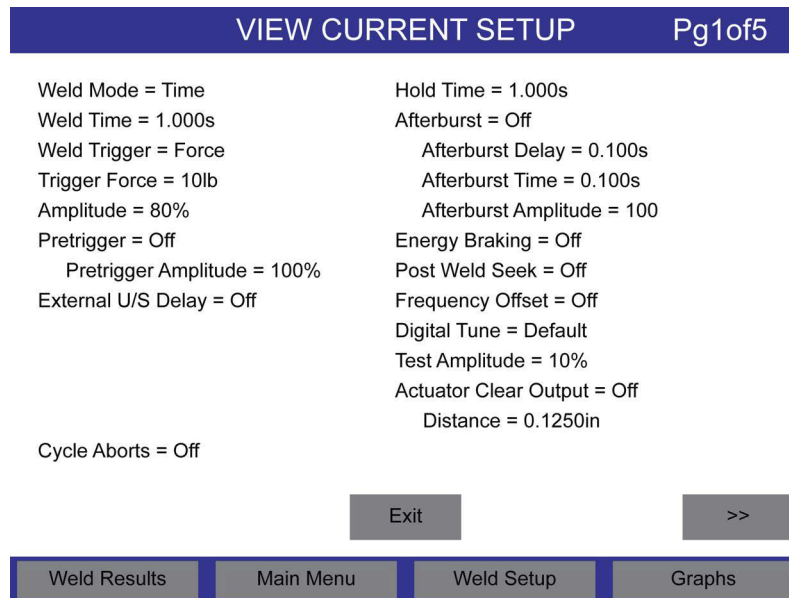 VIEW CURRENT SETUP Pg1of5
Weld Mode = Time
Weld Time = 1.000s
Weld Trigger = Force
Trigger Force = 10lb
Amplitude = 80%
Pretrigger = Off
Pretrigger Amplitude = 100%
External U/S Delay = Off
Cycle Aborts = Off
Hold Time = 1.000s
Afterburst = Off
Afterburst Delay = 0.100s
Afterburst Time = 0.100s
Afterburst Amplitude = 100
Energy Braking = Off
Post Weld Seek = Off
Frequency Offset = Off
Digital Tune = Default
Test Amplitude = 10%
Actuator Clear Output = Off
Distance = 0.1250in
Exit >>
Weld Results Main Menu Weld Setup Graphs